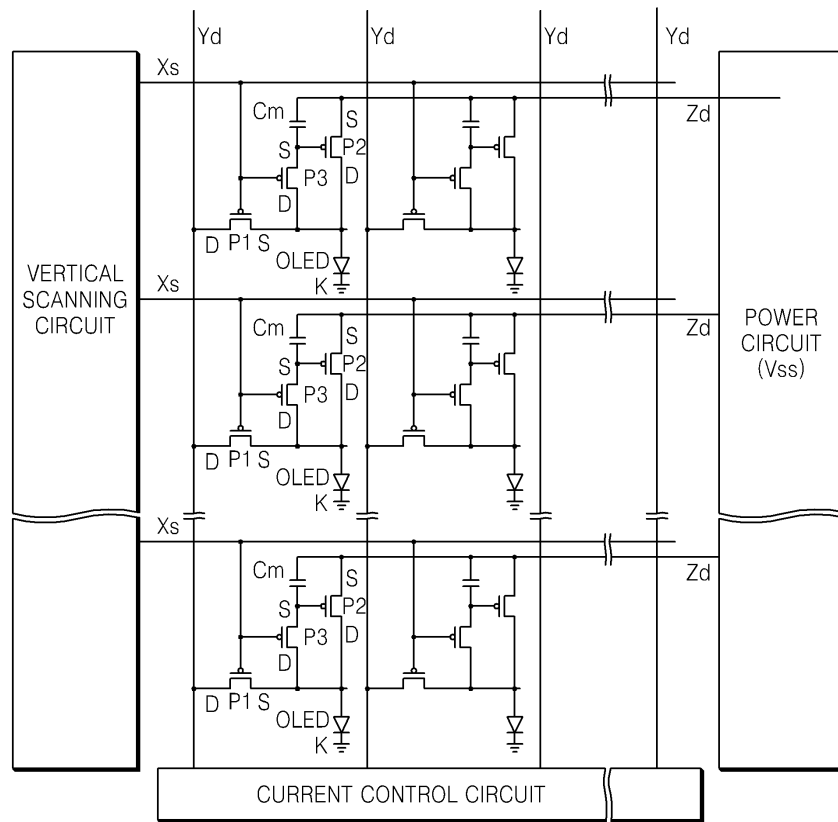 Yd Yd Yd Yd
Xs
Cm S Zd
S P2
P3 D
D
D P1 S
OLED
K
VERTICAL
SCANNING
CIRCUIT
Xs
Cm S Zd
S P2
P3 D
D
D P1 S
OLED
K
POWER
CIRCUIT
(Vss)
Xs
Cm S Zd
S P2
P3 D
D
D P1 S
OLED
K
CURRENT CONTROL CIRCUIT